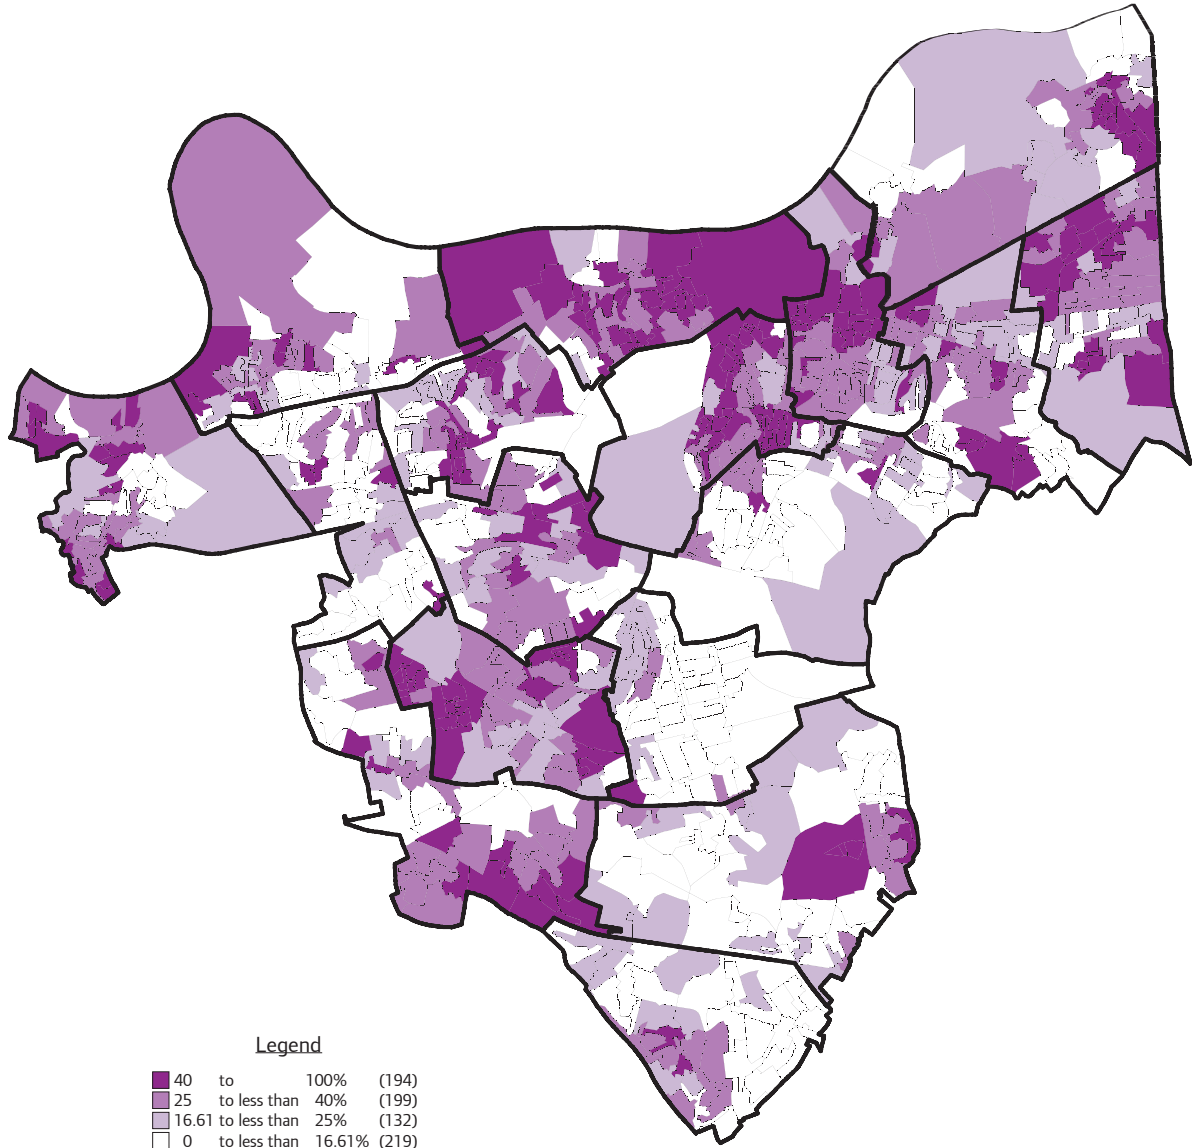 Legend
40 to 100% (194)
25 to less than 40% (199)
16.61 to less than 25% (132)
0 to less than 16.61% (219)